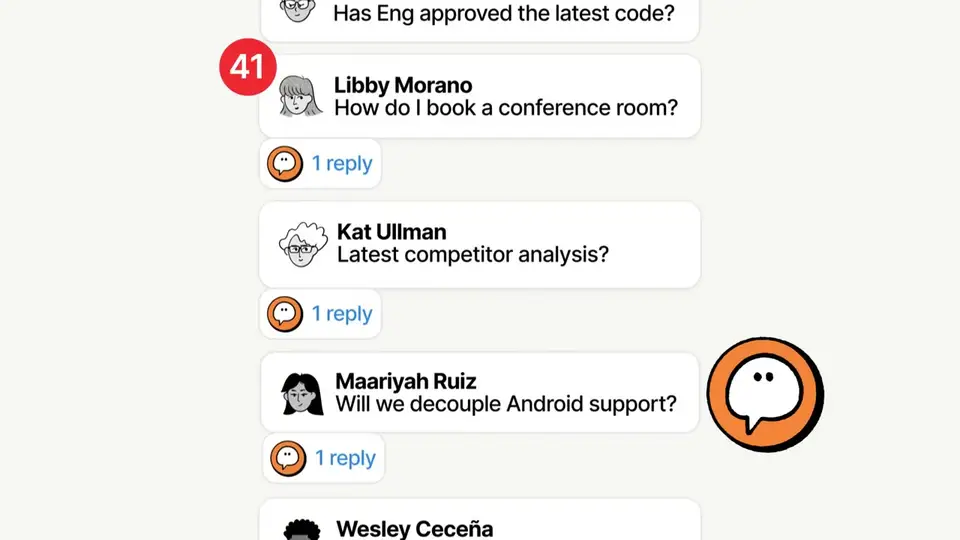 Has Eng approved the latest code?
41
Libby Morano
How do I book a conference room?
1 reply
Kat Ullman
Latest competitor analysis?
1 reply
Maariyah Ruiz
Will we decouple Android support?
1 reply
Wesley Ceceña